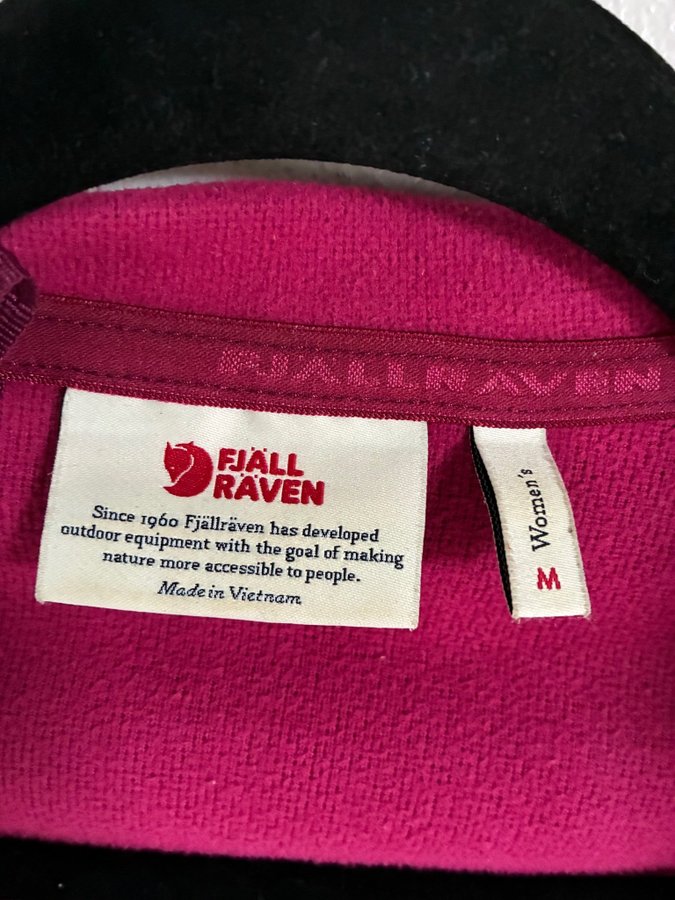 FJÄLLRÄVEN
FJÄLL
RÄVEN
Since 1960 Fjällräven has developed
outdoor equipment with the goal of making
nature more accessible to people.
Made in Vietnam
Women's
M